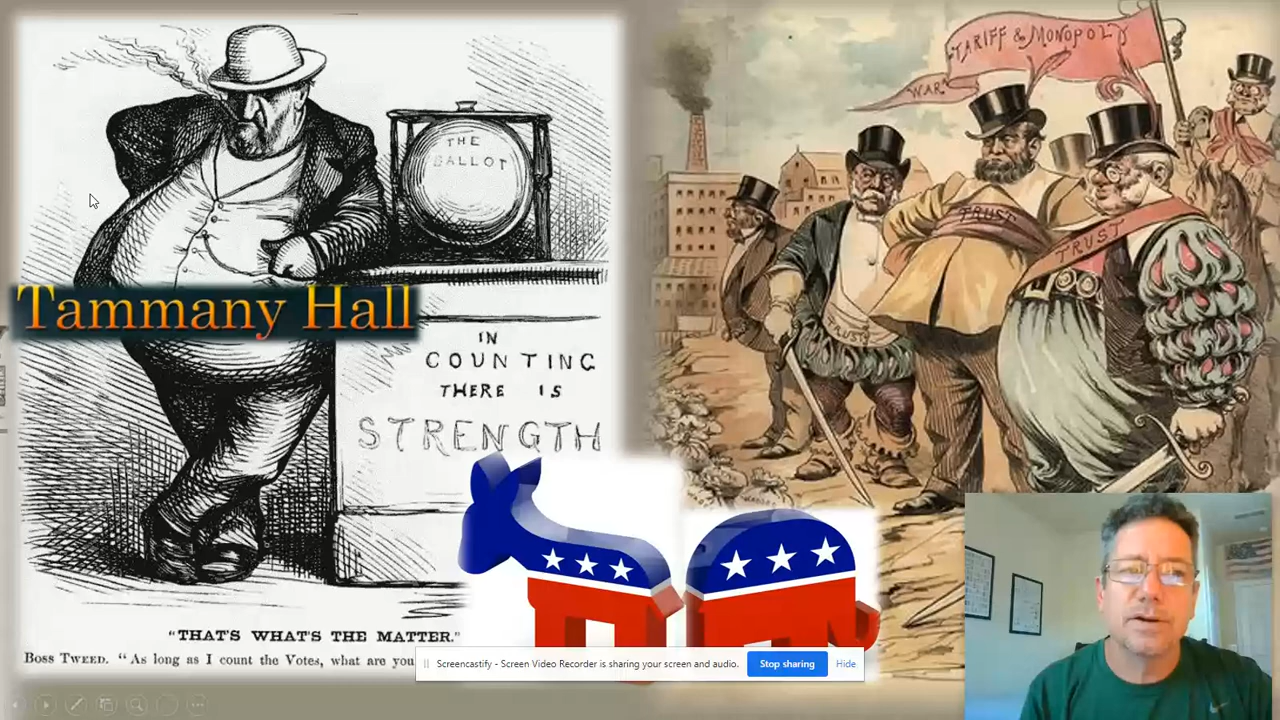 THE
BALLOT
Tammany Hall
IN
COUNTING
THERE IS
STRENGTH
"THAT'S WHAT'S THE MATTER."
BOSS TWEED. "As long as I count the Votes, what are you
TARIFF & MONOPOLY
WAR
TRUST
TRUST
TRUST
Screencastify - Screen Video Recorder is sharing your screen and audio.
Stop sharing
Hide